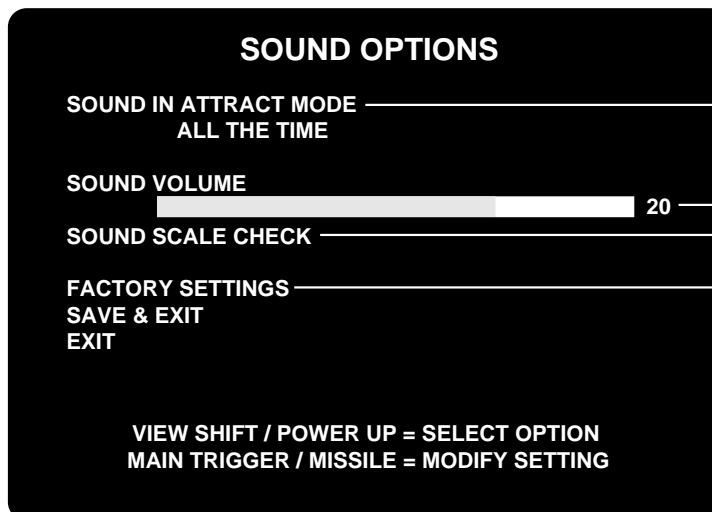 SOUND OPTIONS
SOUND IN ATTRACT MODE
ALL THE TIME
SOUND VOLUME
20
SOUND SCALE CHECK
FACTORY SETTINGS
SAVE & EXIT
EXIT
VIEW SHIFT / POWER UP = SELECT OPTION
MAIN TRIGGER / MISSILE = MODIFY SETTING